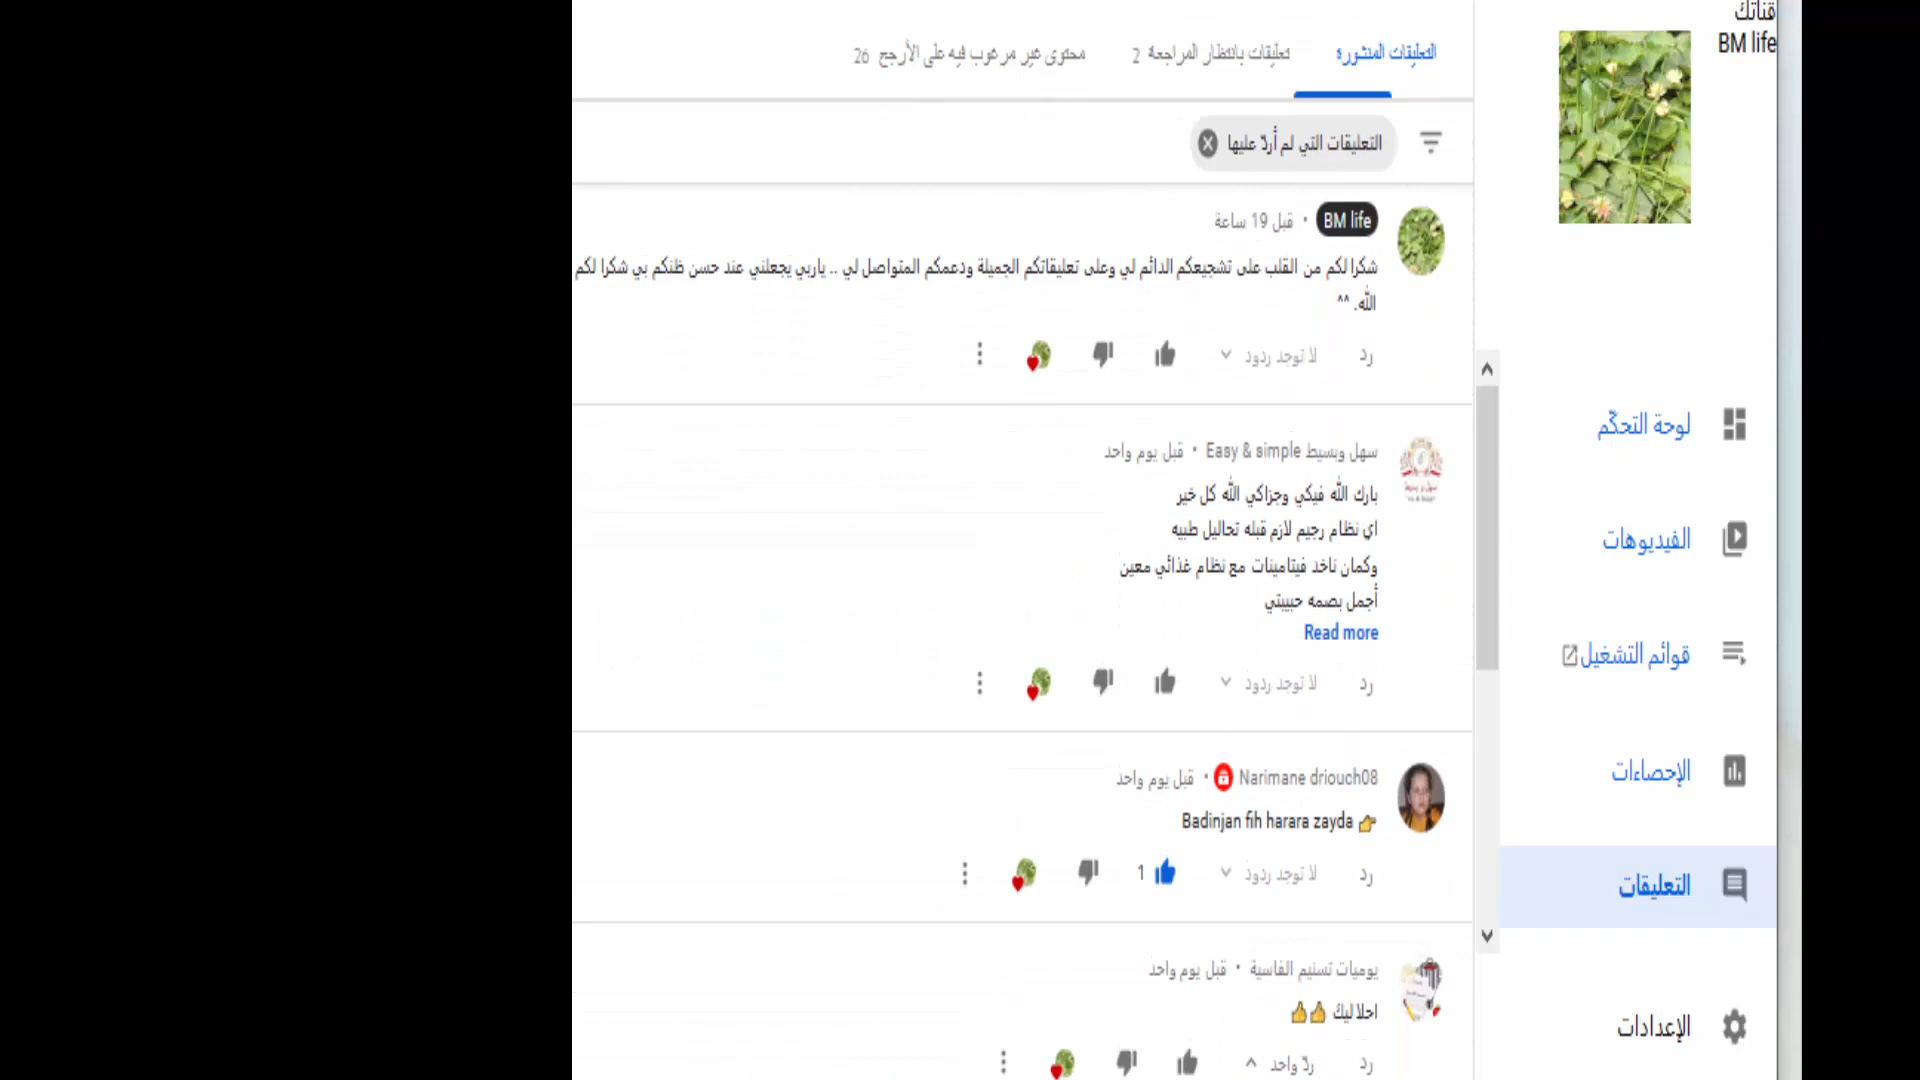 قناتك
BM life
لوحة التحكّم
الفيديوهات
قوائم التشغيل
الإحصاءات
التعليقات
الإعدادات
التعليقات المنشورة
تعليقات بانتظار المراجعة 2
محتوى غير مرغوب فيه على الأرجح 26
التعليقات التي لم أردّ عليها
BM life • قبل 19 ساعة
شكرا لكم من القلب على تشجيعكم الدائم لي وعلى تعليقاتكم الجميلة ودعمكم المتواصل لي .. ياربي يجعلني عند حسن ظنكم بي شكرا لكم
الله. ^^
رد لا توجد ردود
سهل وبسيط Easy & simple • قبل يوم واحد
بارك الله فيكي وجزاكي الله كل خير
اي نظام رجيم لازم قبله تحاليل طبيه
وكمان ناخد فيتامينات مع نظام غذائي معين
أجمل بصمه حبيبتي
Read more
رد لا توجد ردود
Narimane driouch08 • قبل يوم واحد
👉 Badinjan fih harara zayda
رد لا توجد ردود 1
يوميات تسنيم الفاسية • قبل يوم واحد
احلا ليك 👍👍
رد ردّ واحد